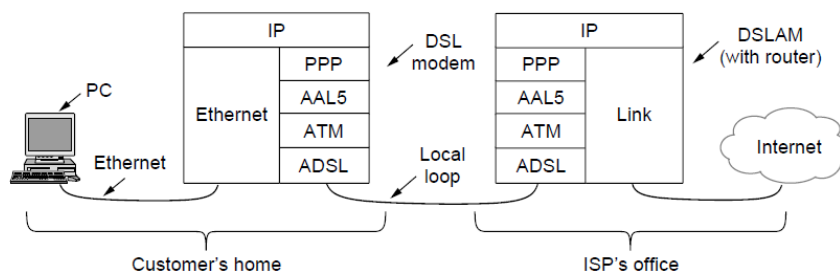 PC
Ethernet
IP
Ethernet
PPP
AAL5
ATM
ADSL
DSL
modem
Local
loop
IP
PPP
AAL5
ATM
ADSL
Link
DSLAM
(with router)
Internet
Customer's home
ISP's office